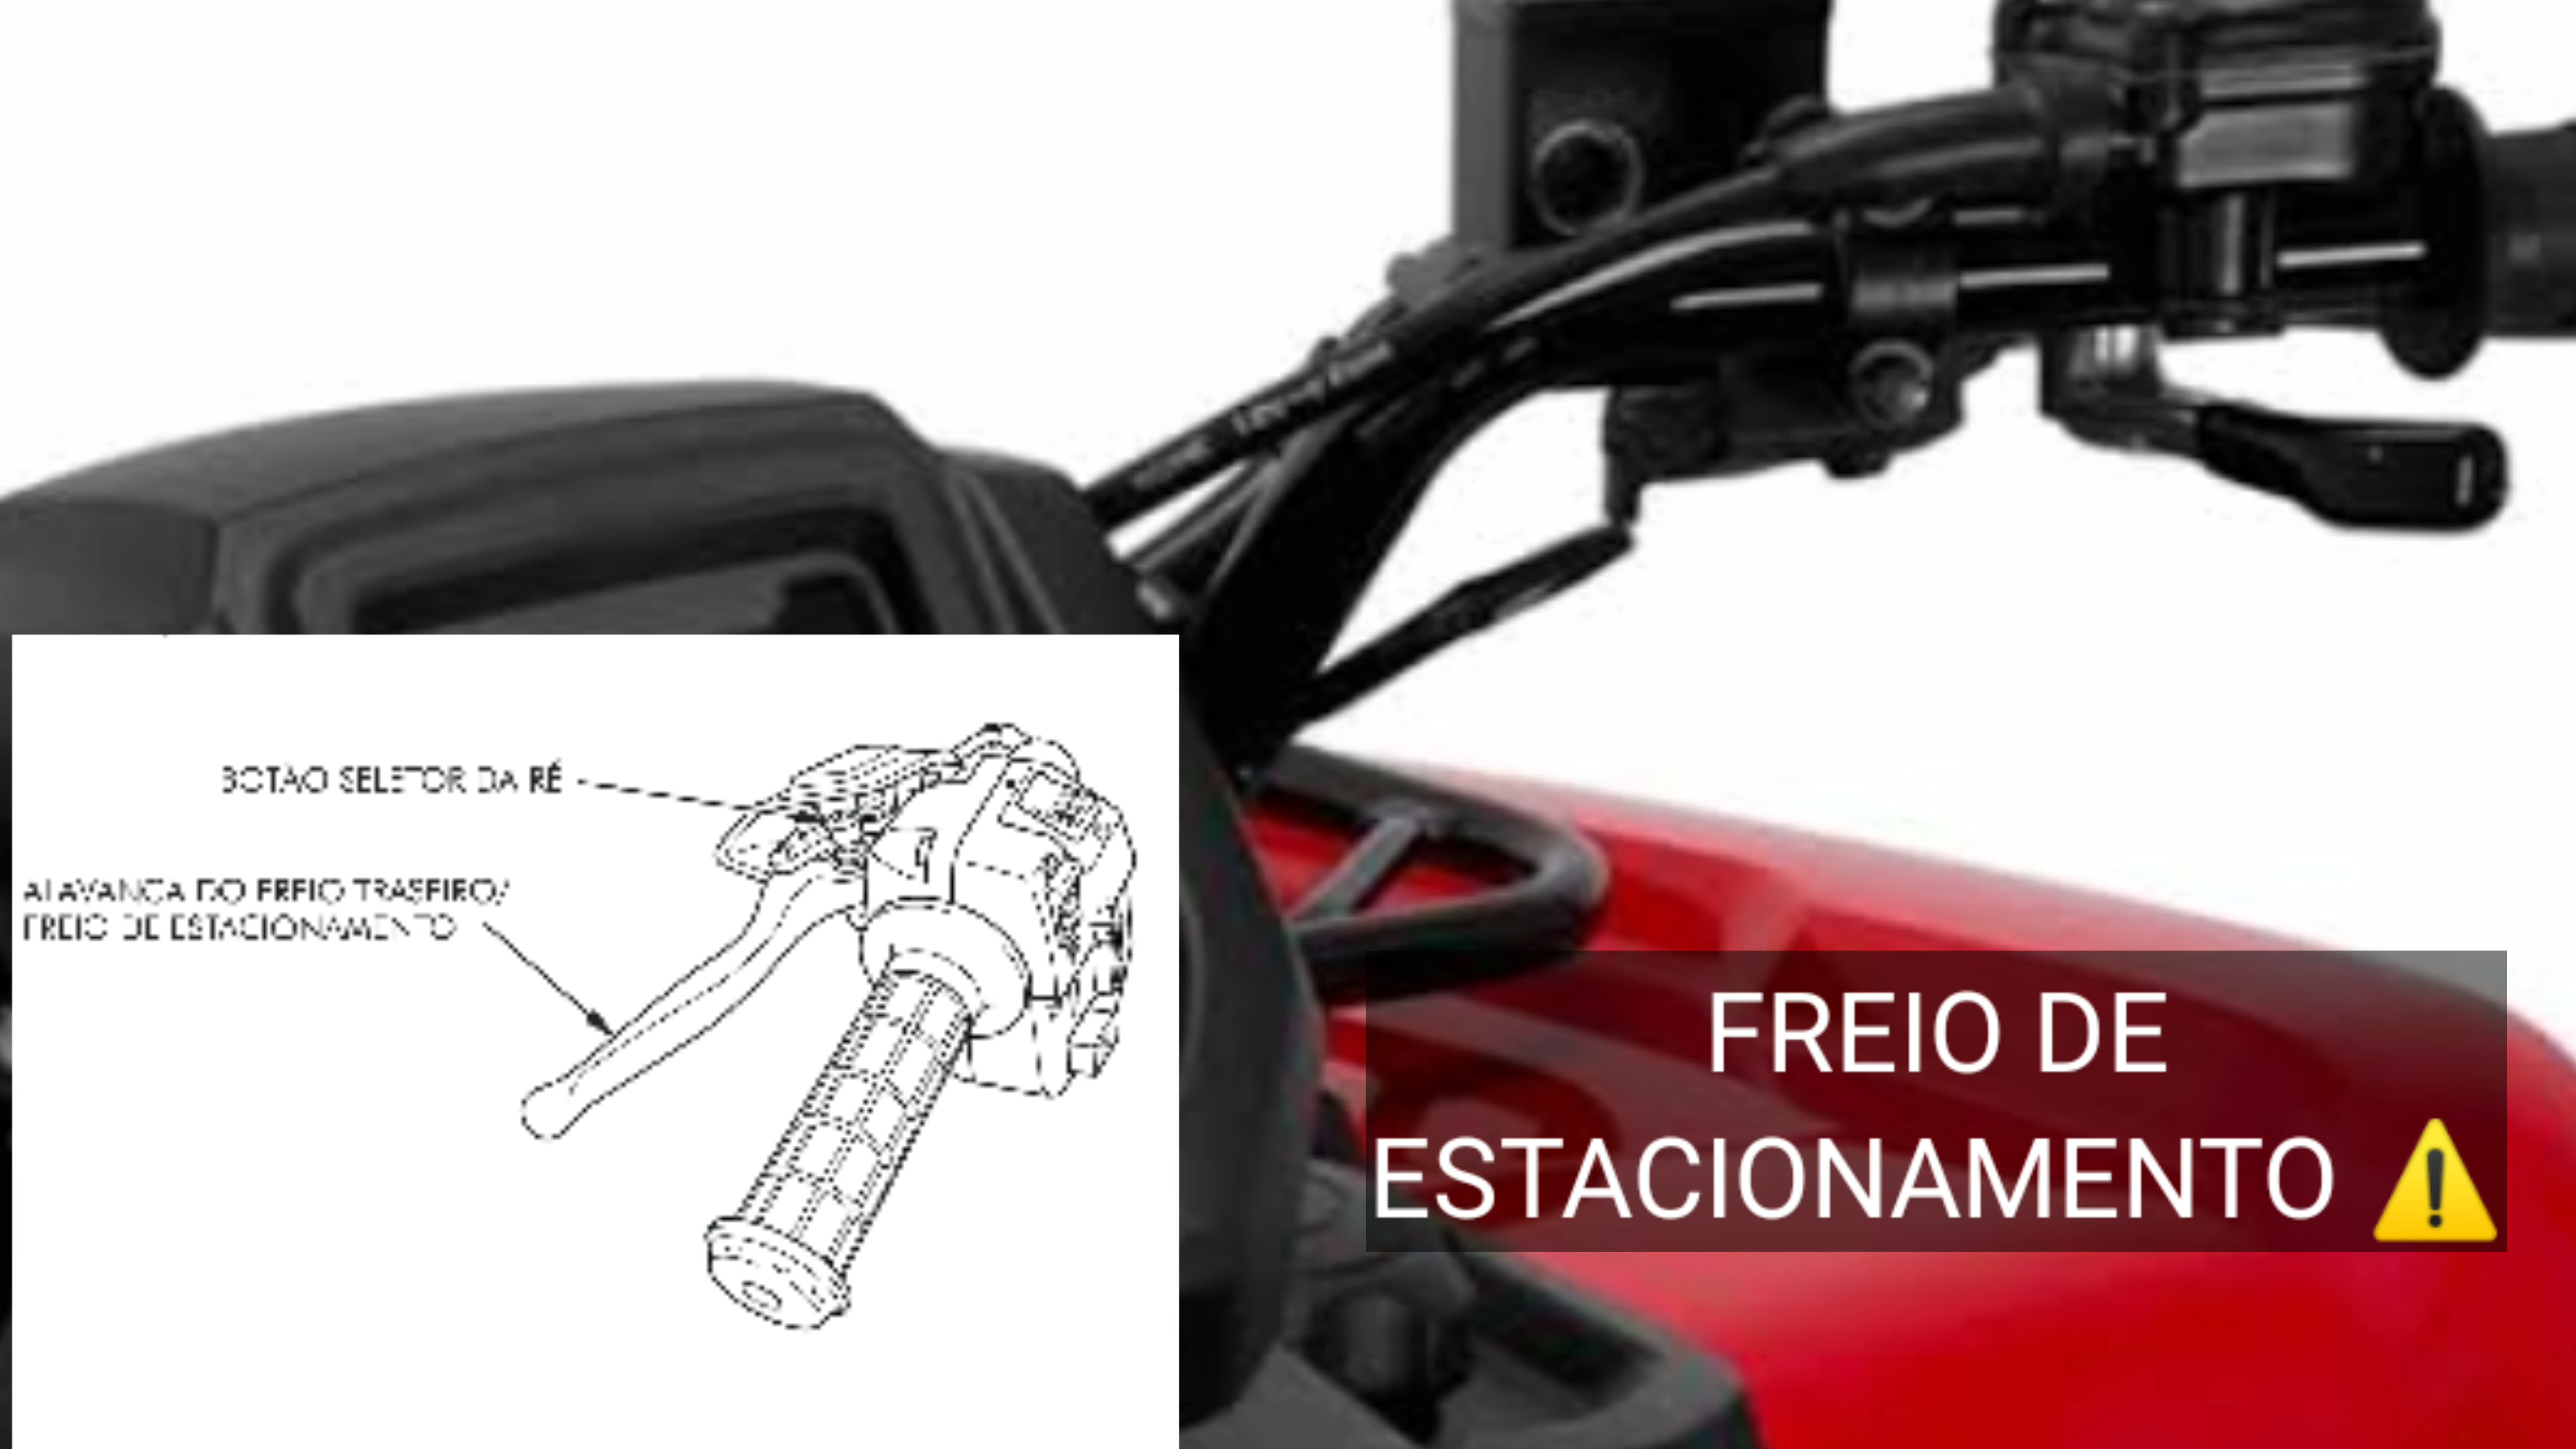 BOTÃO SELETOR DA RÉ
ALAVANCA DO FREIO TRASEIRO/
FREIO DE ESTACIONAMENTO
FREIO DE
ESTACIONAMENTO ⚠️